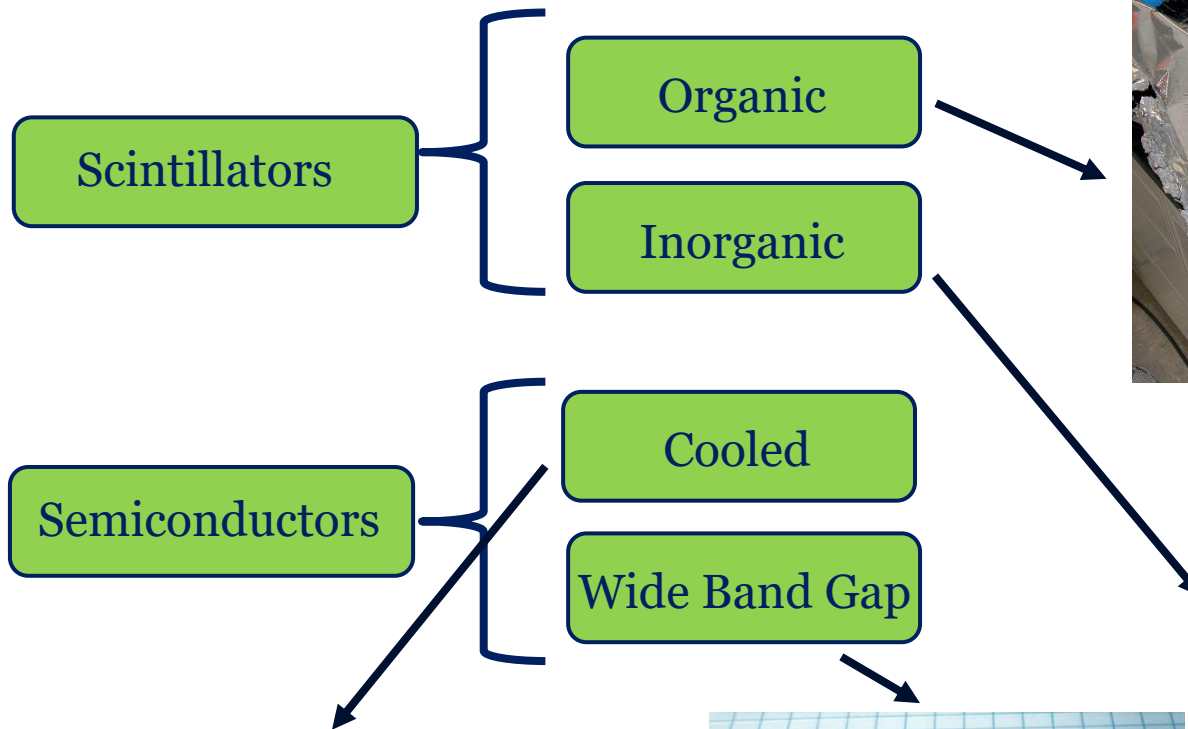 Scintillators
Organic
Inorganic
Semiconductors
Cooled
Wide Band Gap